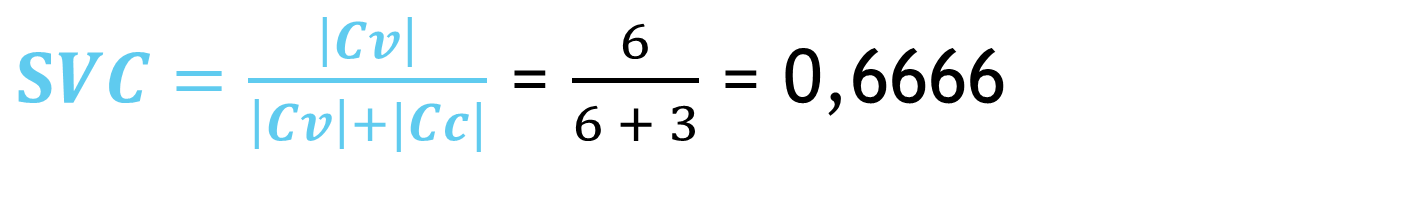 SVC = |Cv| / |Cv|+|Cc| = 6 / 6 + 3 = 0,6666